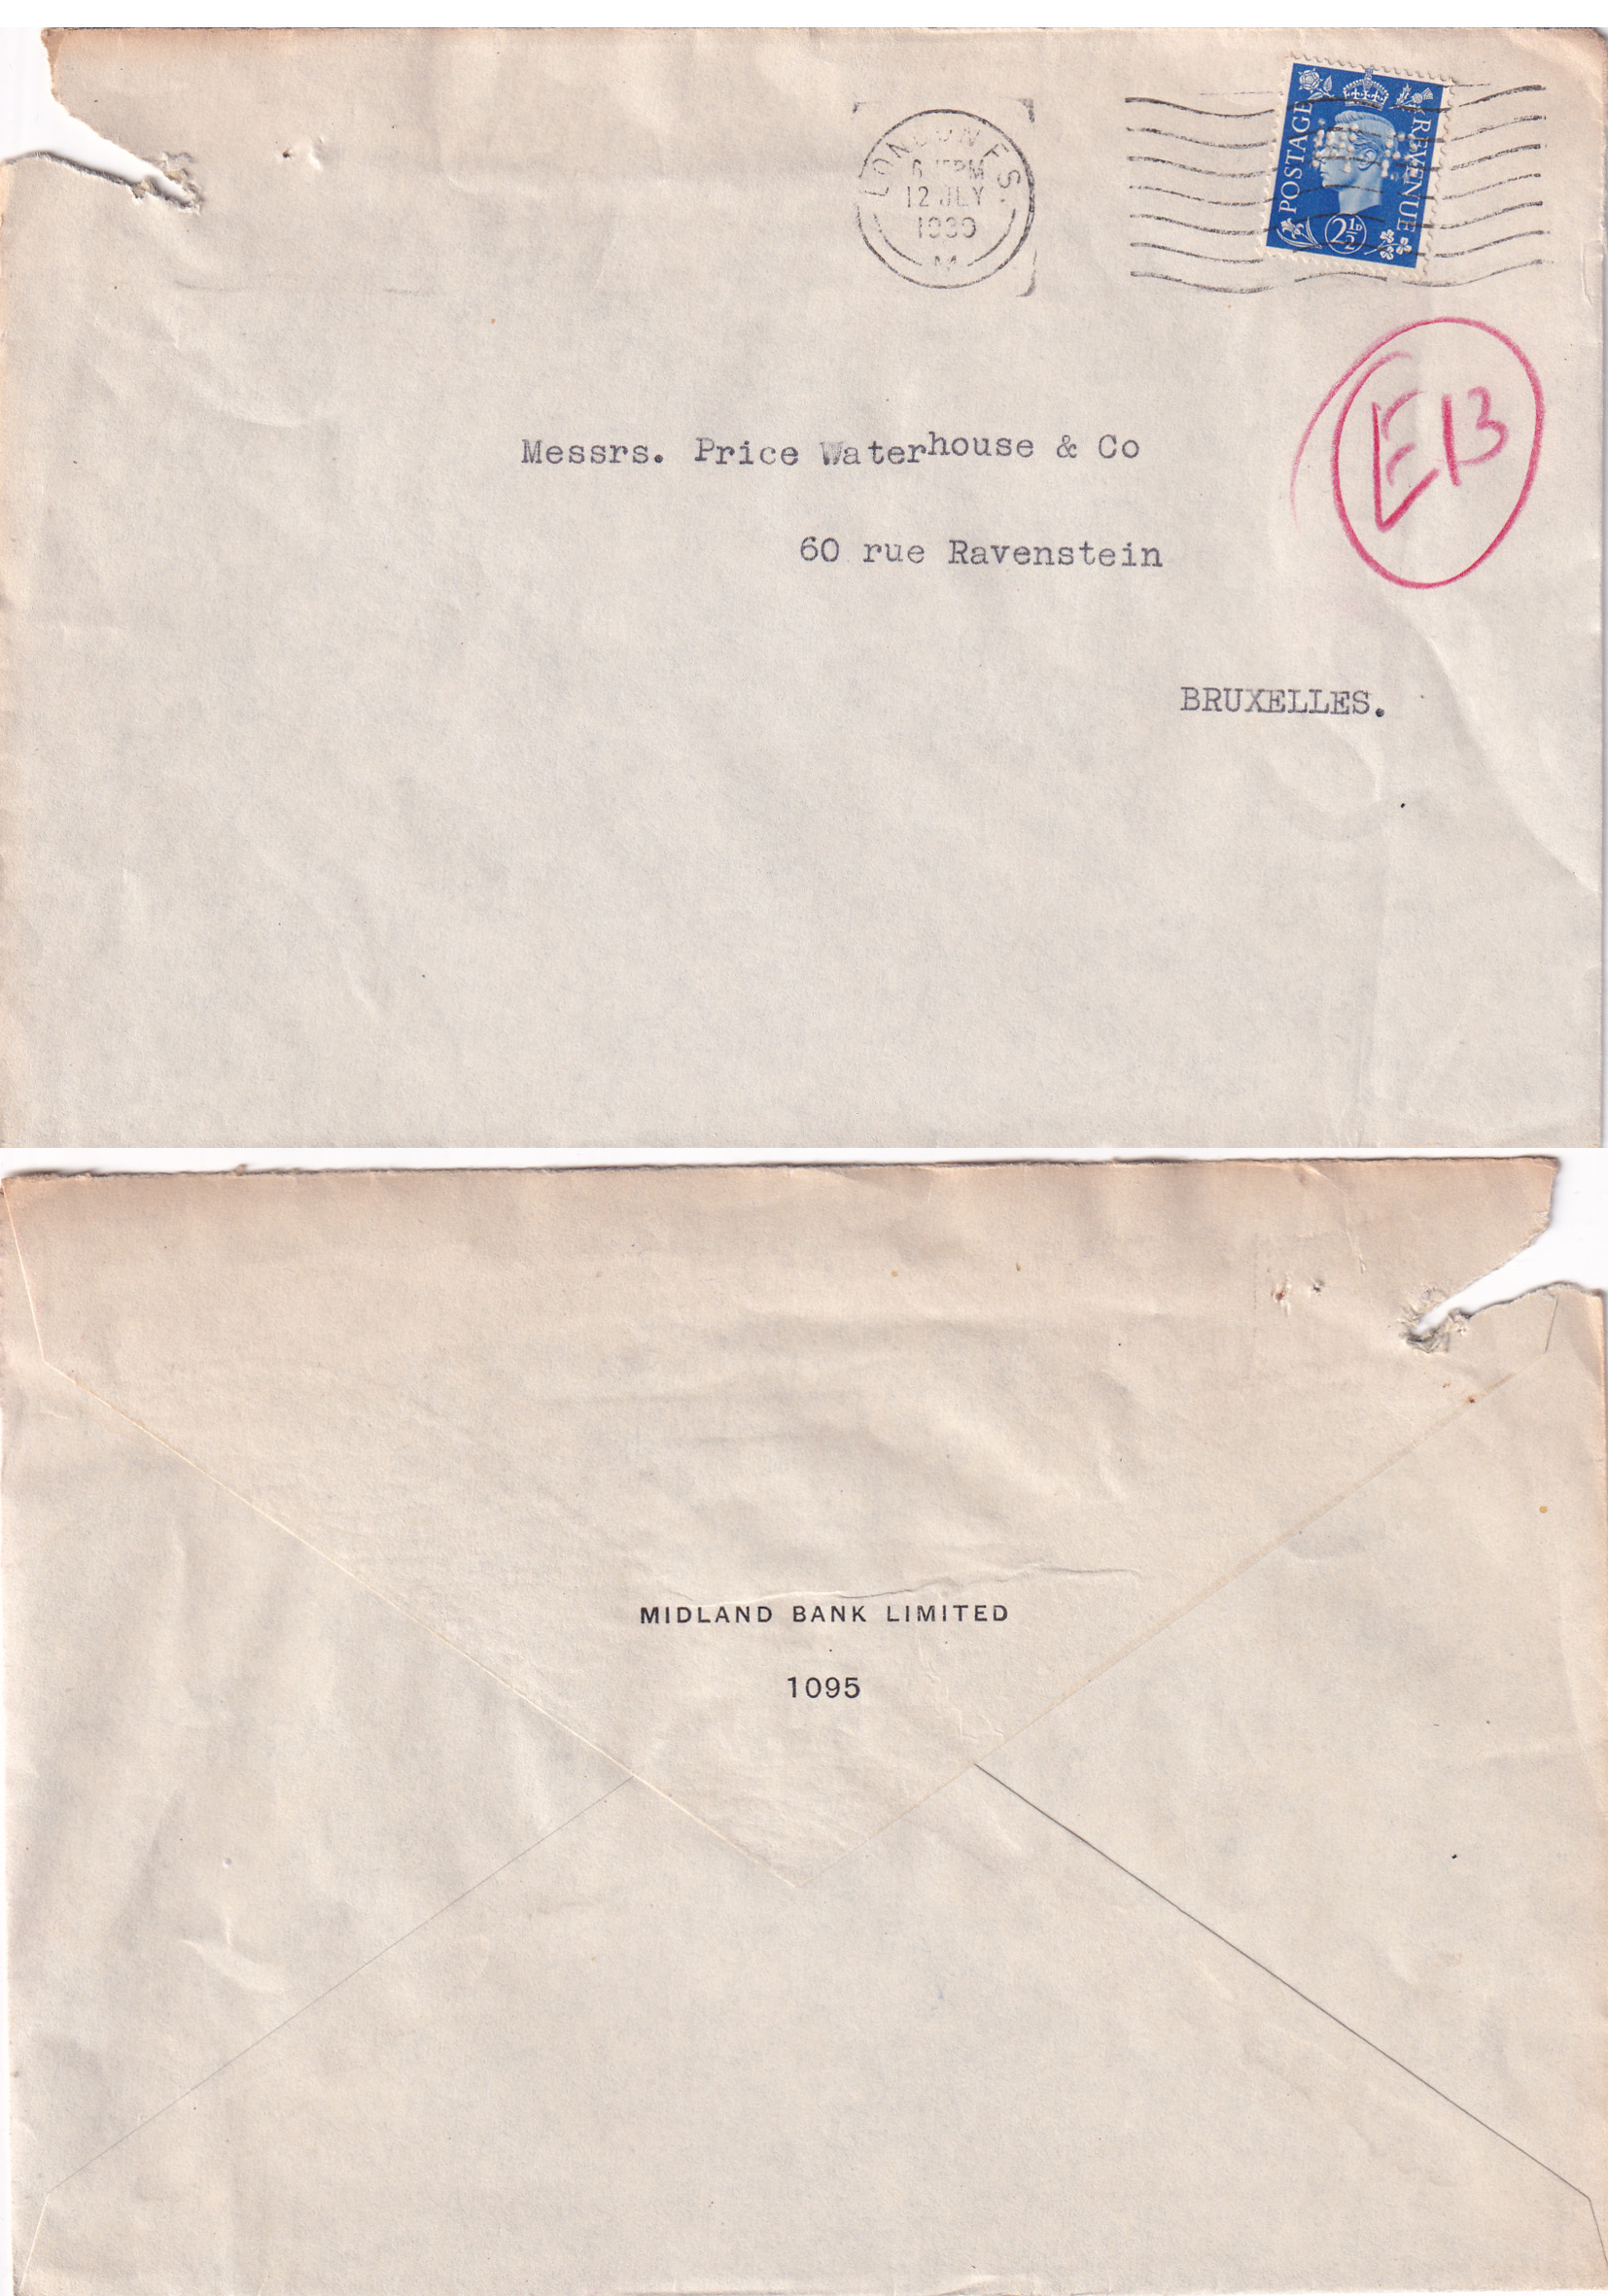 LONDON F.S.
6 15 PM
12 JLY
1939
M
POSTAGE REVENUE
2½D
E13
Messrs. Price Waterhouse & Co
60 rue Ravenstein
BRUXELLES.
MIDLAND BANK LIMITED
1095